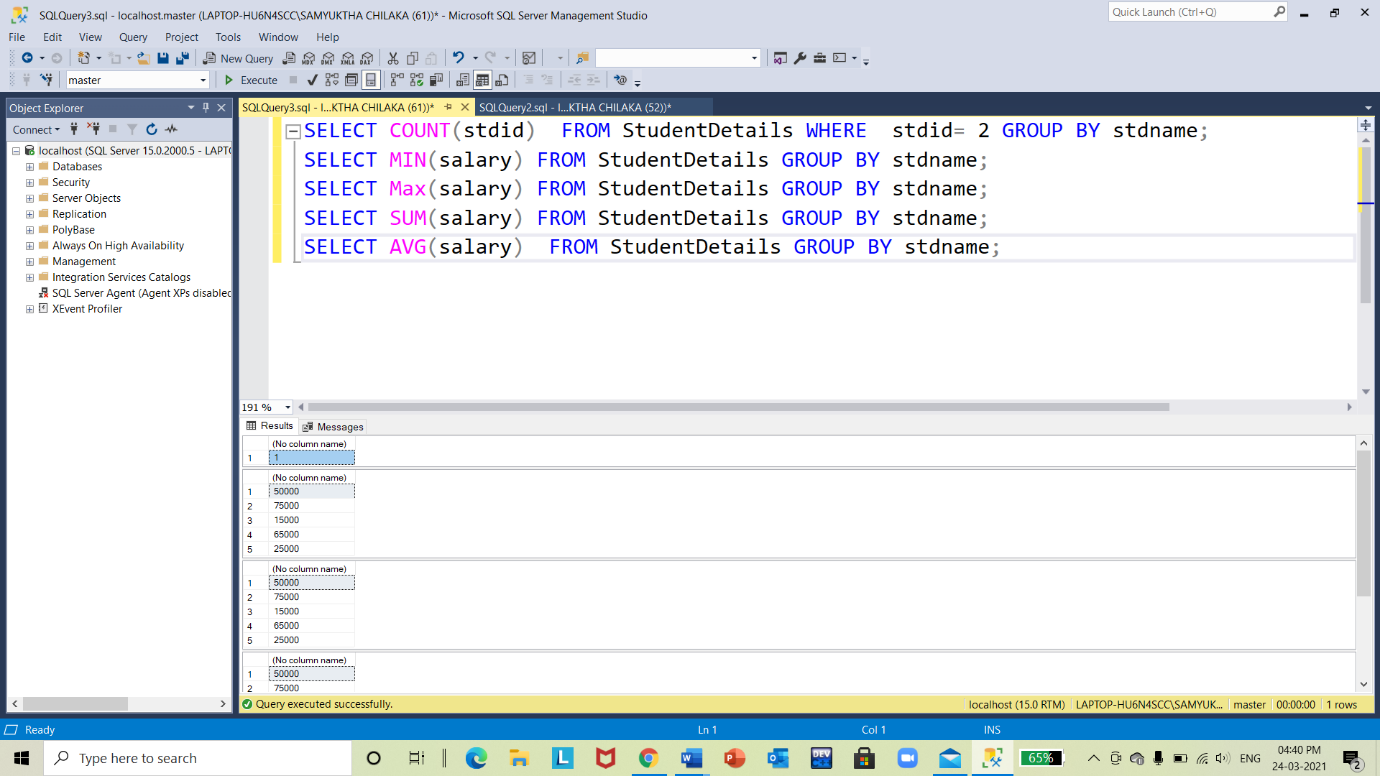 SQLQuery3.sql - localhost.master (LAPTOP-HU6N4SCC\SAMYUKTHA CHILAKA (61))* - Microsoft SQL Server Management Studio
Quick Launch (Ctrl+Q)
File Edit View Query Project Tools Window Help
New Query
master
Execute
Object Explorer
Connect
localhost (SQL Server 15.0.2000.5 - LAPT
Databases
Security
Server Objects
Replication
PolyBase
Always On High Availability
Management
Integration Services Catalogs
SQL Server Agent (Agent XPs disabled
XEvent Profiler
SQLQuery3.sql - l...KTHA CHILAKA (61))*
SQLQuery2.sql - l...KTHA CHILAKA (52))*
SELECT COUNT(stdid)  FROM StudentDetails WHERE  stdid= 2 GROUP BY stdname;
SELECT MIN(salary) FROM StudentDetails GROUP BY stdname;
SELECT Max(salary) FROM StudentDetails GROUP BY stdname;
SELECT SUM(salary) FROM StudentDetails GROUP BY stdname;
SELECT AVG(salary)  FROM StudentDetails GROUP BY stdname;
191 %
Results Messages
(No column name)
1 1
(No column name)
1 50000
2 75000
3 15000
4 65000
5 25000
(No column name)
1 50000
2 75000
3 15000
4 65000
5 25000
(No column name)
1 50000
2 75000
Query executed successfully.
localhost (15.0 RTM) LAPTOP-HU6N4SCC\SAMYUK... master 00:00:00 1 rows
Ready Ln 1 Col 1 INS
Type here to search
L
DEV
65%
ENG
04:40 PM
24-03-2021
2